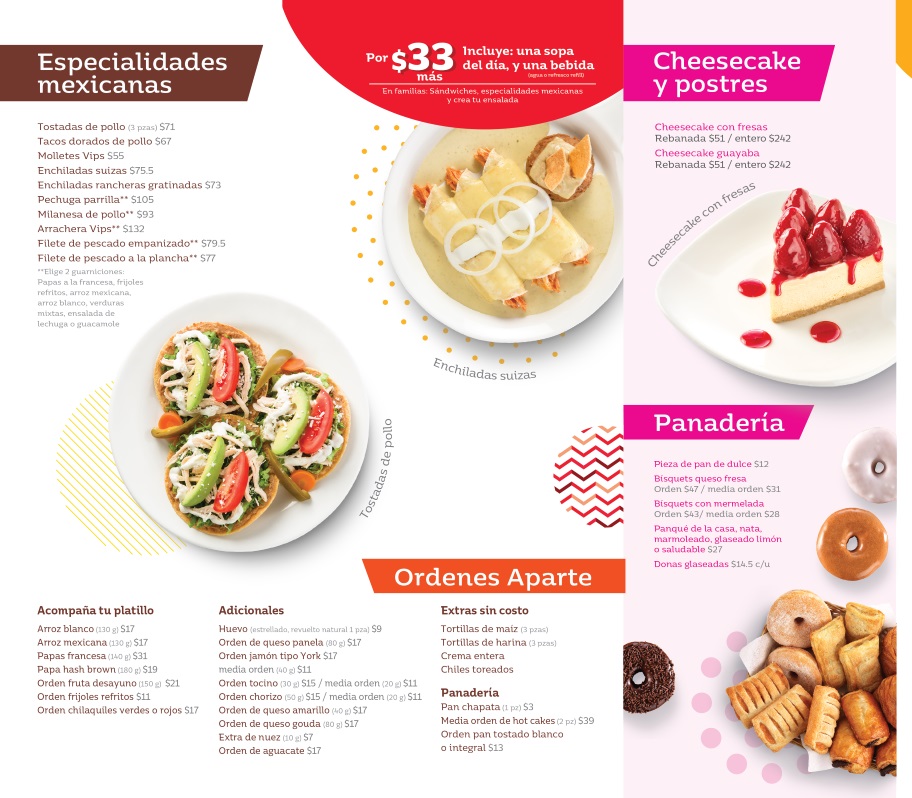 Especialidades
mexicanas
Por $33 más
Incluye: una sopa
del día, y una bebida
(agua o refresco refill)
En familias: Sándwiches, especialidades mexicanas
y crea tu ensalada
Tostadas de pollo (3 pzas) $71
Tacos dorados de pollo $67
Molletes Vips $55
Enchiladas suizas $75.5
Enchiladas rancheras gratinadas $73
Pechuga parrilla** $105
Milanesa de pollo** $93
Arrachera Vips** $132
Filete de pescado empanizado** $79.5
Filete de pescado a la plancha** $77
**Elige 2 guarniciones:
Papas a la francesa, frijoles
refritos, arroz mexicana,
arroz blanco, verduras
mixtas, ensalada de
lechuga o guacamole
Enchiladas suizas
Tostadas de pollo
Cheesecake
y postres
Cheesecake con fresas
Rebanada $51 / entero $242
Cheesecake guayaba
Rebanada $51 / entero $242
Cheesecake con fresas
Panadería
Pieza de pan de dulce $12
Bisquets queso fresa
Orden $47 / media orden $31
Bisquets con mermelada
Orden $43/ media orden $28
Panqué de la casa, nata,
marmoleado, glaseado limón
o saludable $27
Donas glaseadas $14.5 c/u
Ordenes Aparte
Acompaña tu platillo
Arroz blanco (130 g) $17
Arroz mexicana (130 g) $17
Papas francesa (140 g) $31
Papa hash brown (180 g) $19
Orden fruta desayuno (150 g) $21
Orden frijoles refritos $11
Orden chilaquiles verdes o rojos $17
Adicionales
Huevo (estrellado, revuelto natural 1 pza) $9
Orden de queso panela (80 g) $17
Orden jamón tipo York $17
media orden (40 g) $11
Orden tocino (30 g) $15 / media orden (20 g) $11
Orden chorizo (50 g) $15 / media orden (20 g) $11
Orden de queso amarillo (40 g) $17
Orden de queso gouda (80 g) $17
Extra de nuez (10 g) $7
Orden de aguacate $17
Extras sin costo
Tortillas de maíz (3 pzas)
Tortillas de harina (3 pzas)
Crema entera
Chiles toreados
Panadería
Pan chapata (1 pz) $3
Media orden de hot cakes (2 pz) $39
Orden pan tostado blanco
o integral $13